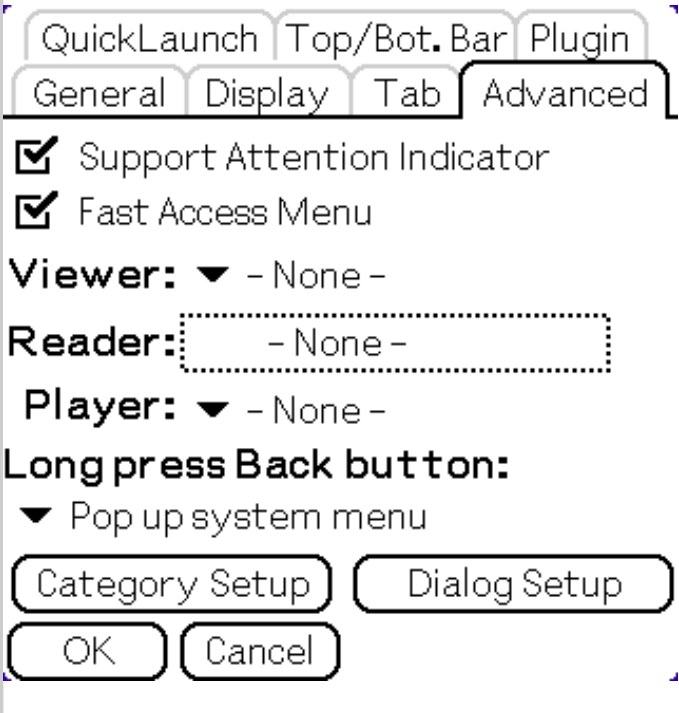 QuickLaunch Top/Bot. Bar Plugin
General Display Tab Advanced
Support Attention Indicator
Fast Access Menu
Viewer: - None -
Reader: - None -
Player: - None -
Long press Back button:
Pop up system menu
Category Setup Dialog Setup
OK Cancel